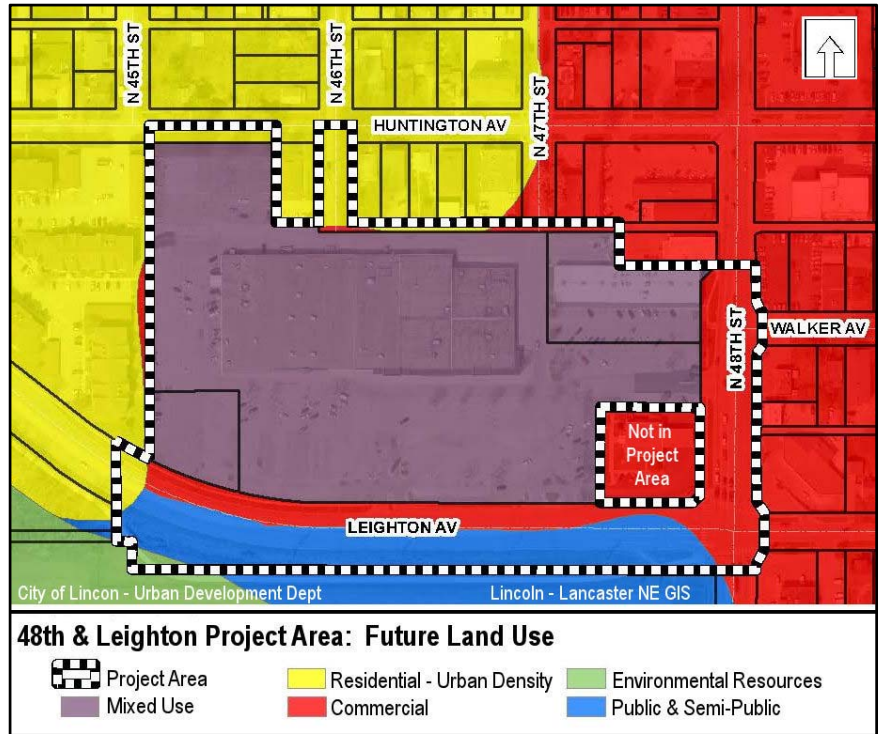 N 45TH ST
N 46TH ST
HUNTINGTON AV
N 47TH ST
N 48TH ST
WALKER AV
Not in
Project
Area
LEIGHTON AV
City of Lincon - Urban Development Dept
Lincoln - Lancaster NE GIS
48th & Leighton Project Area: Future Land Use
Project Area
Residential - Urban Density
Environmental Resources
Mixed Use
Commercial
Public & Semi-Public